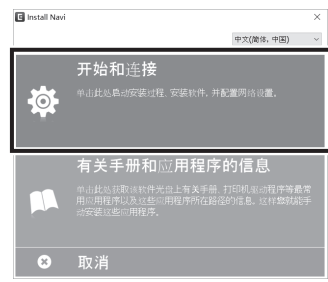 E Install Navi
中文(简体, 中国)
开始和连接
单击此处启动安装过程, 安装软件, 并配置网络设置。
有关手册和应用程序的信息
单击此处获取该软件光盘上有关手册、打印机驱动程序等最常
用应用程序以及这些应用程序所在路径的信息。这样您就能手
动安装这些应用程序。
取消